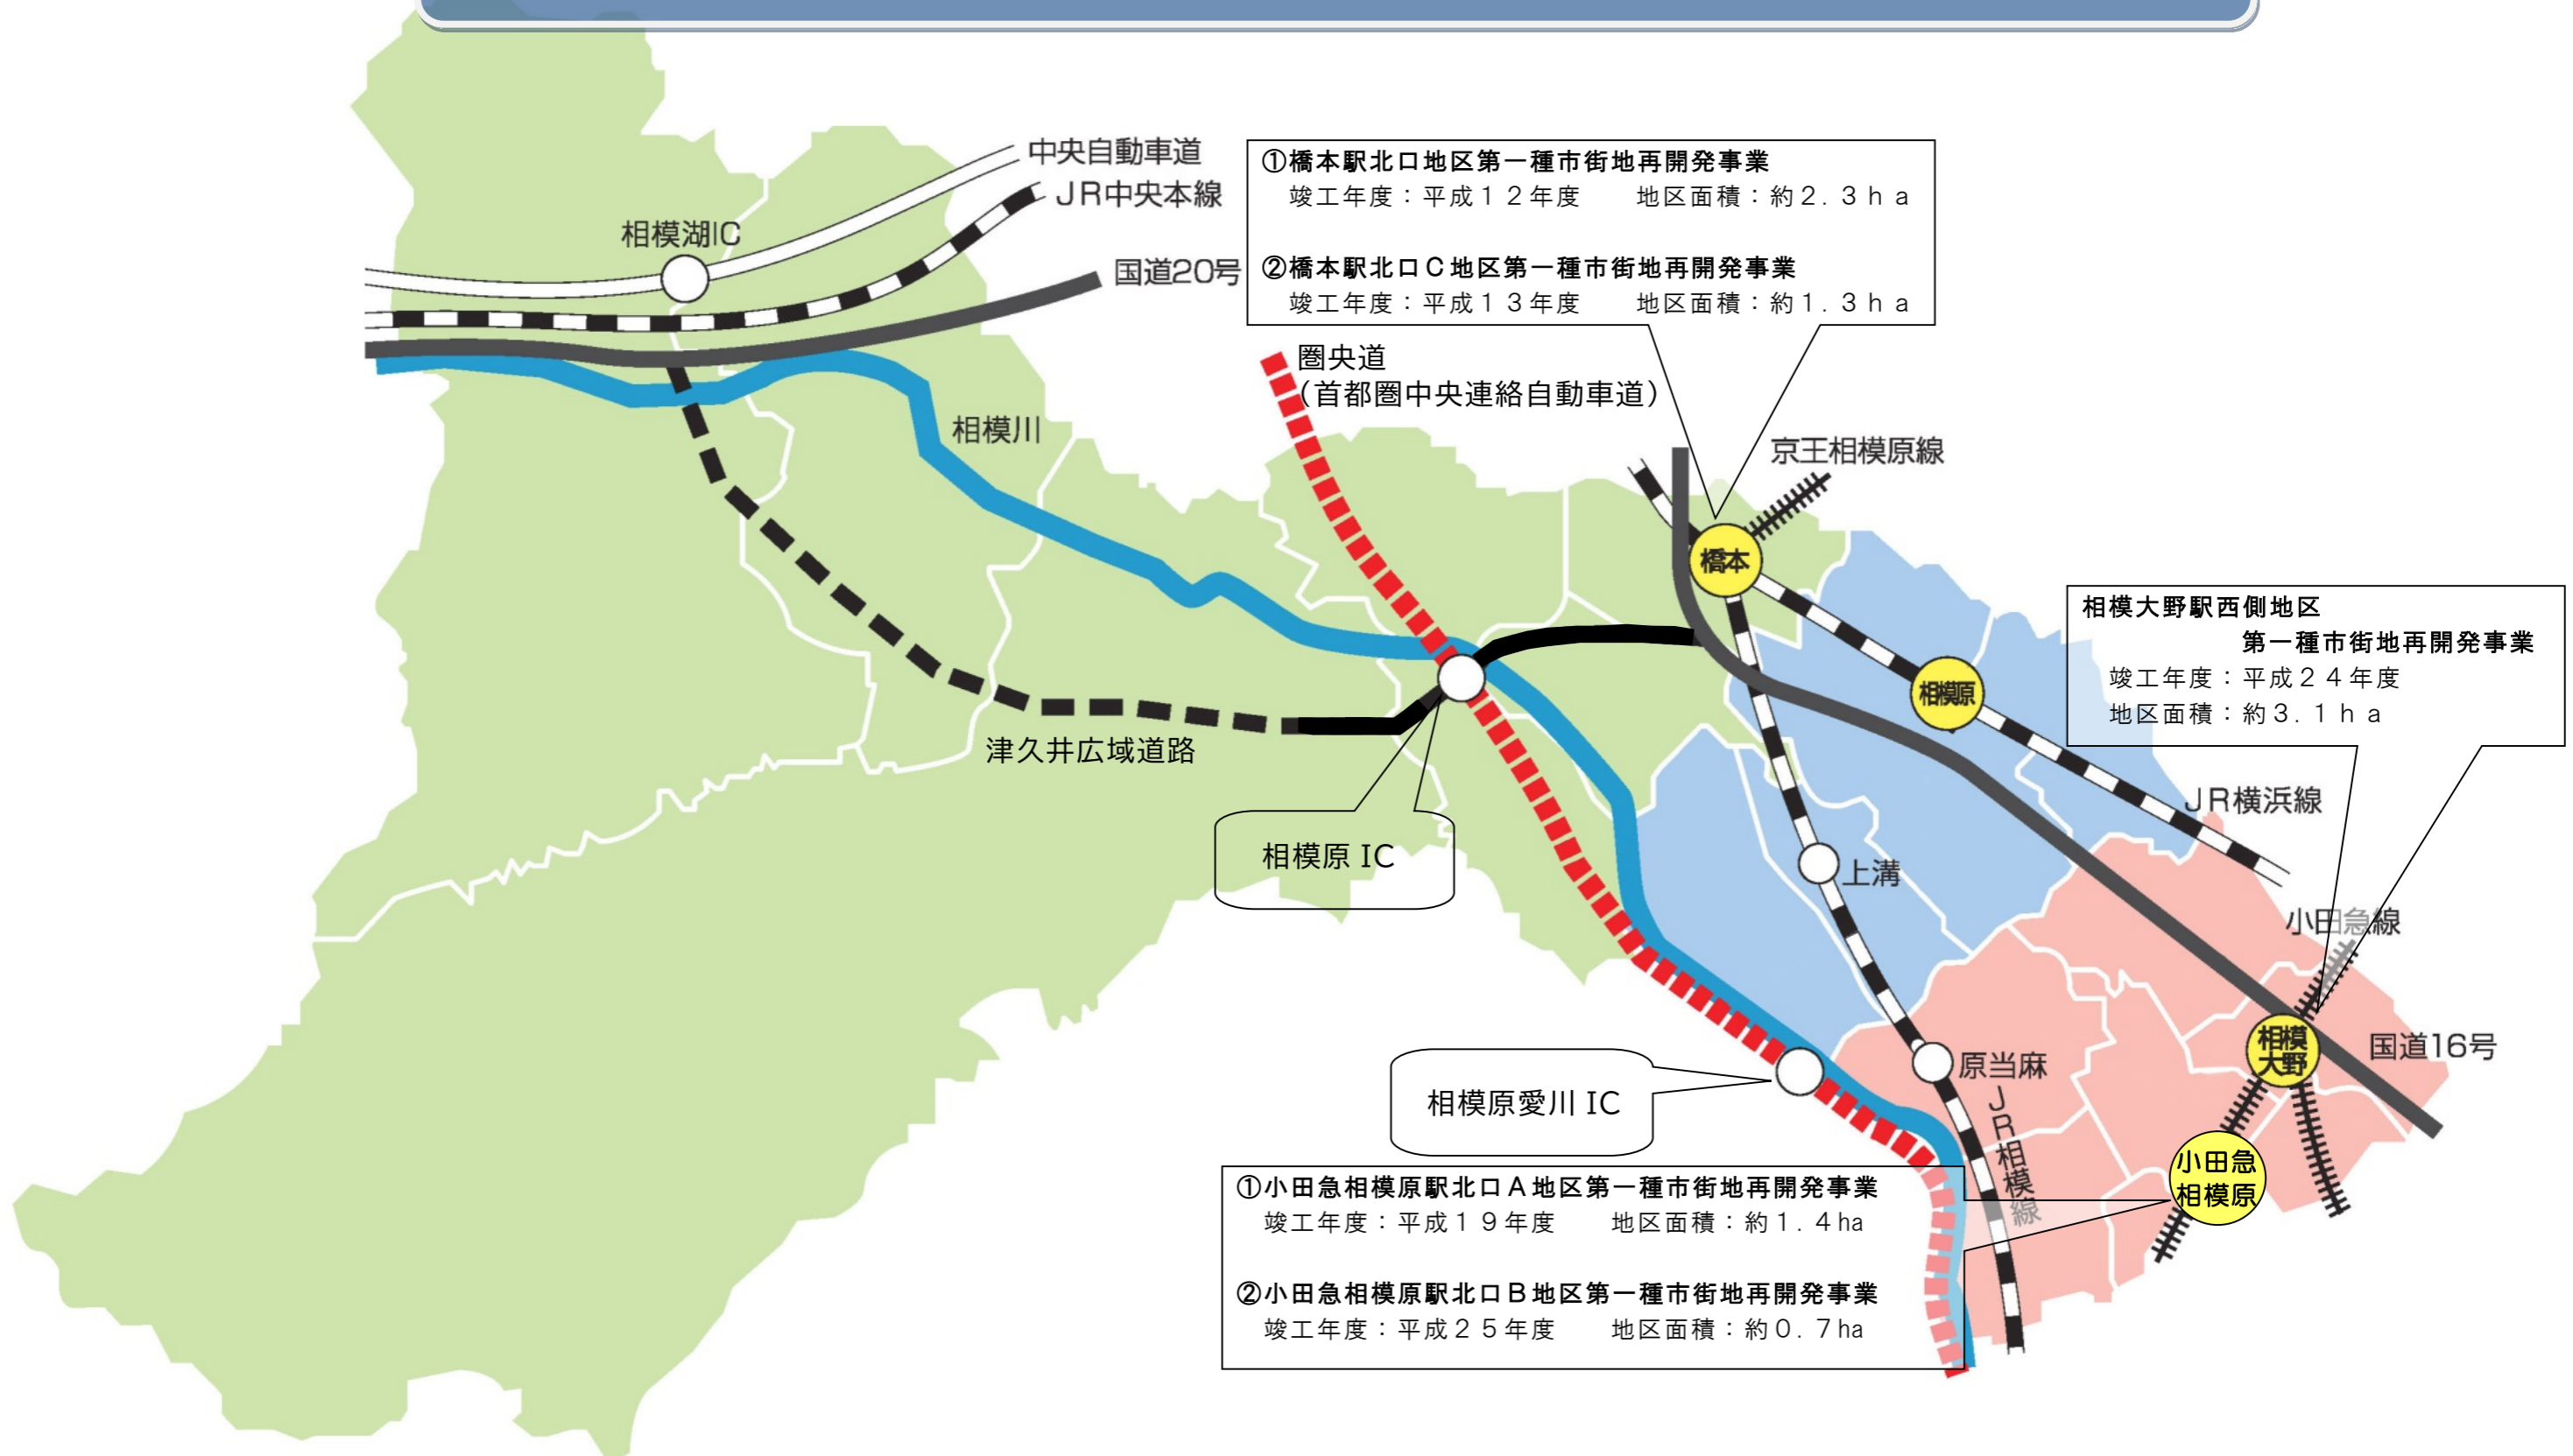 中央自動車道
JR中央本線
相模湖IC
国道20号
①橋本駅北口地区第一種市街地再開発事業
竣工年度：平成１２年度　　地区面積：約２．３ｈａ
②橋本駅北口Ｃ地区第一種市街地再開発事業
竣工年度：平成１３年度　　地区面積：約１．３ｈａ
圏央道
（首都圏中央連絡自動車道）
相模川
京王相模原線
橋本
相模大野駅西側地区
第一種市街地再開発事業
竣工年度：平成２４年度
地区面積：約３．１ｈａ
相模原
津久井広域道路
JR横浜線
相模原 IC
上溝
小田急線
相模
大野
国道16号
原当麻
JR相模線
相模原愛川 IC
小田急
相模原
①小田急相模原駅北口Ａ地区第一種市街地再開発事業
竣工年度：平成１９年度　　地区面積：約１．４ha
②小田急相模原駅北口Ｂ地区第一種市街地再開発事業
竣工年度：平成２５年度　　地区面積：約０．７ha